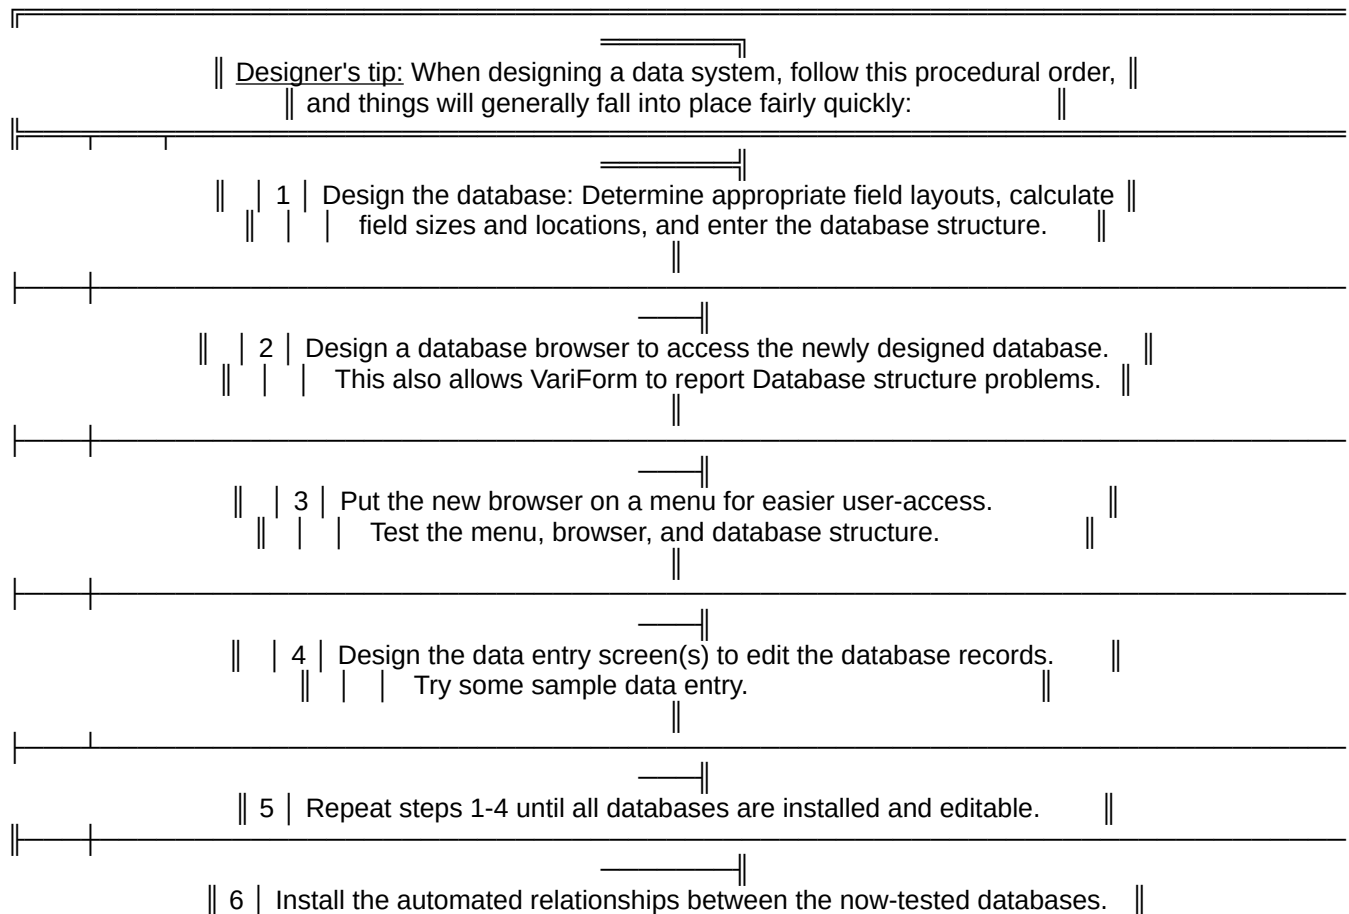 Designer's tip: When designing a data system, follow this procedural order,
and things will generally fall into place fairly quickly:
1 Design the database: Determine appropriate field layouts, calculate
field sizes and locations, and enter the database structure.
2 Design a database browser to access the newly designed database.
This also allows VariForm to report Database structure problems.
3 Put the new browser on a menu for easier user-access.
Test the menu, browser, and database structure.
4 Design the data entry screen(s) to edit the database records.
Try some sample data entry.
5 Repeat steps 1-4 until all databases are installed and editable.
6 Install the automated relationships between the now-tested databases.